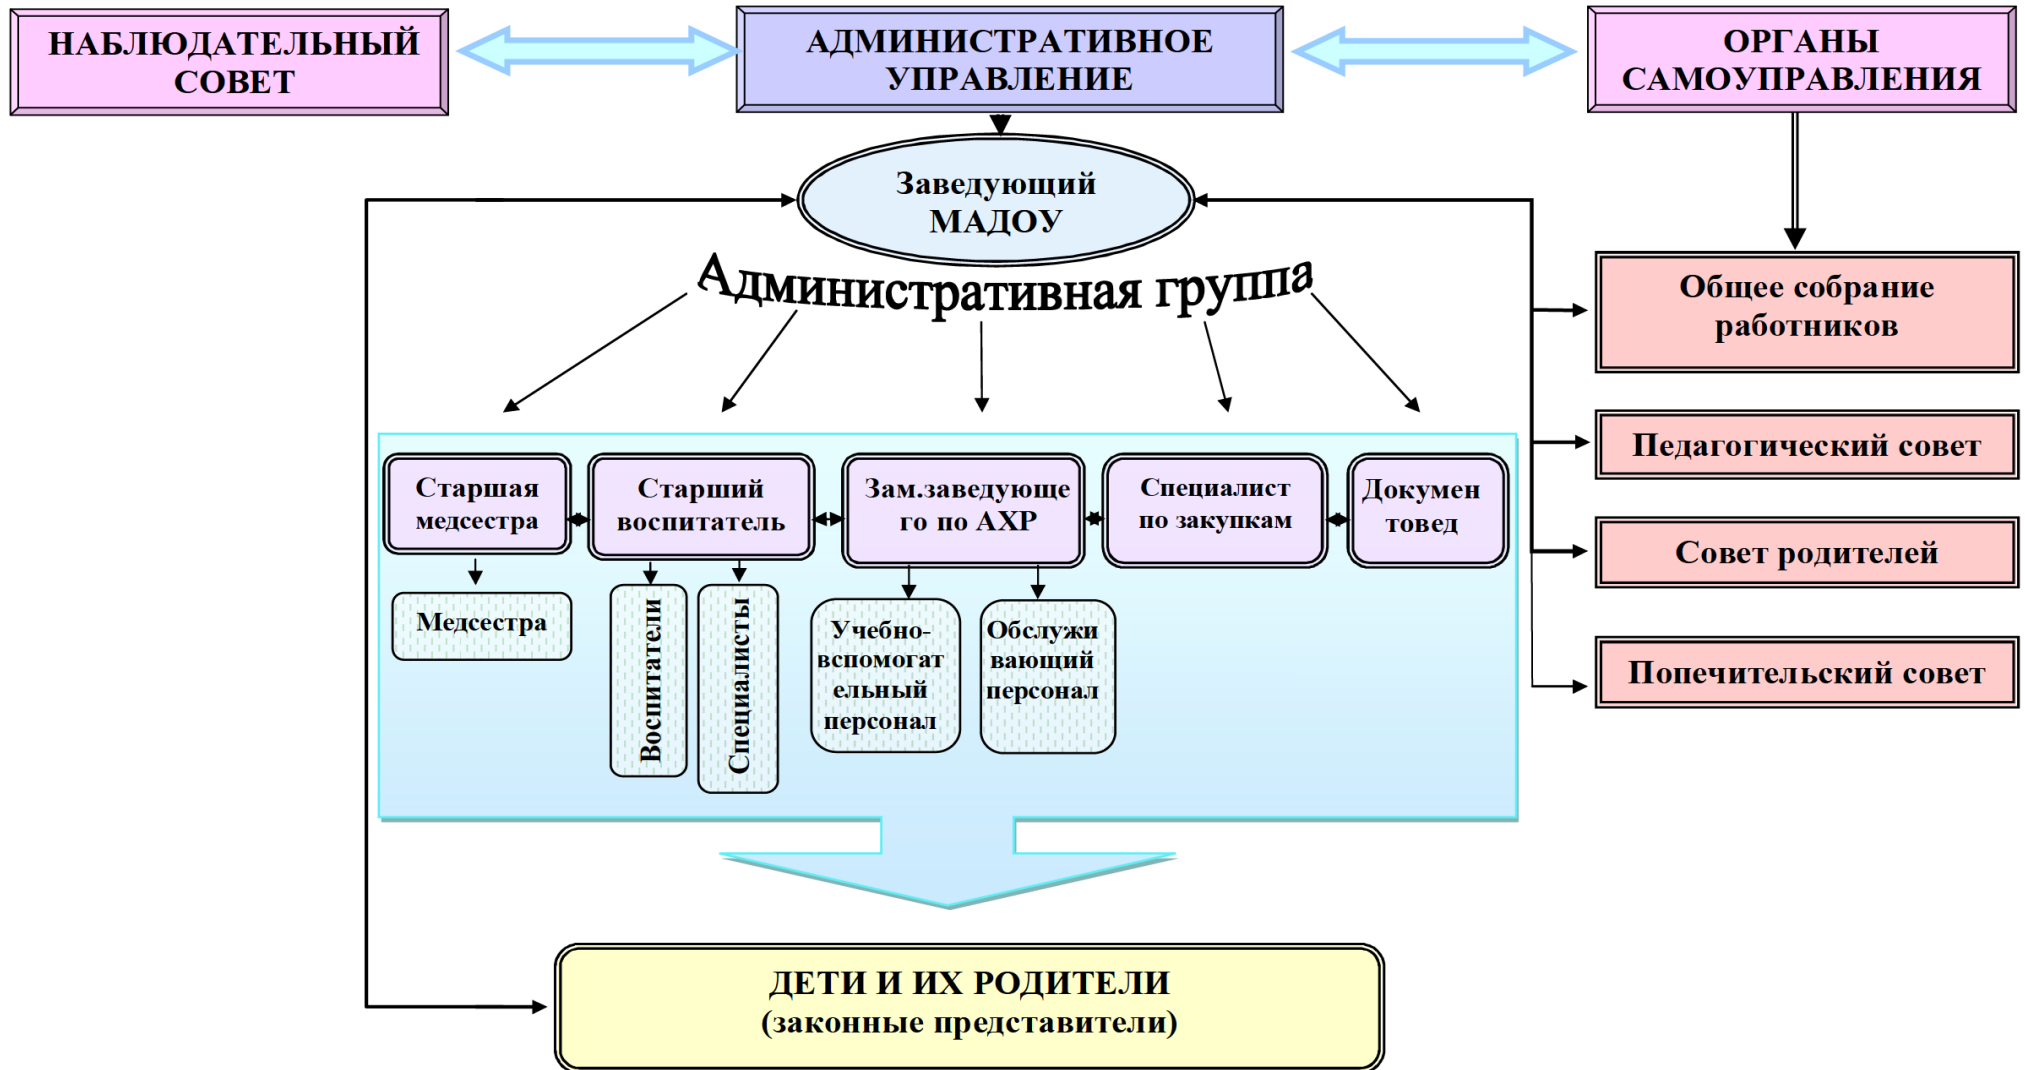 НАБЛЮДАТЕЛЬНЫЙ
СОВЕТ
АДМИНИСТРАТИВНОЕ
УПРАВЛЕНИЕ
ОРГАНЫ
САМОУПРАВЛЕНИЯ
Заведующий
МАДОУ
Административная группа
Общее собрание
работников
Педагогический совет
Совет родителей
Попечительский совет
Старшая
медсестра
Старший
воспитатель
Зам.заведующе
го по АХР
Специалист
по закупкам
Докумен
товед
Медсестра
Воспитатели
Специалисты
Учебно-
вспомогат
ельный
персонал
Обслужи
вающий
персонал
ДЕТИ И ИХ РОДИТЕЛИ
(законные представители)